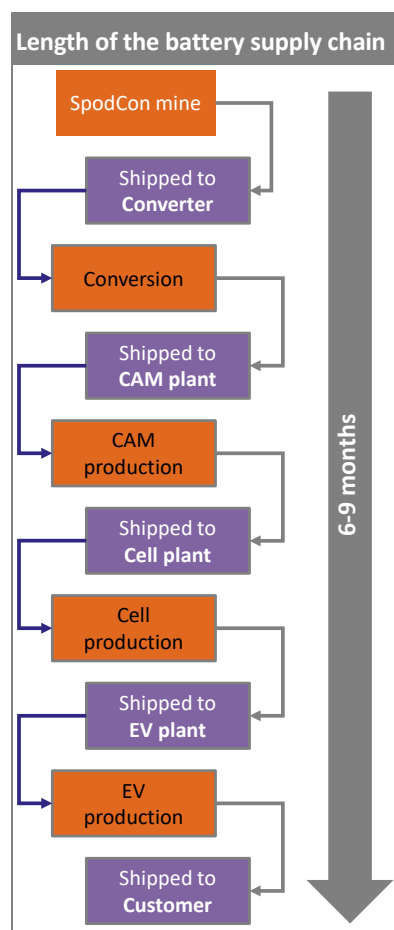 Length of the battery supply chain
SpodCon mine
Shipped to
Converter
Conversion
Shipped to
CAM plant
CAM
production
Shipped to
Cell plant
Cell
production
Shipped to
EV plant
EV
production
Shipped to
Customer
6-9 months